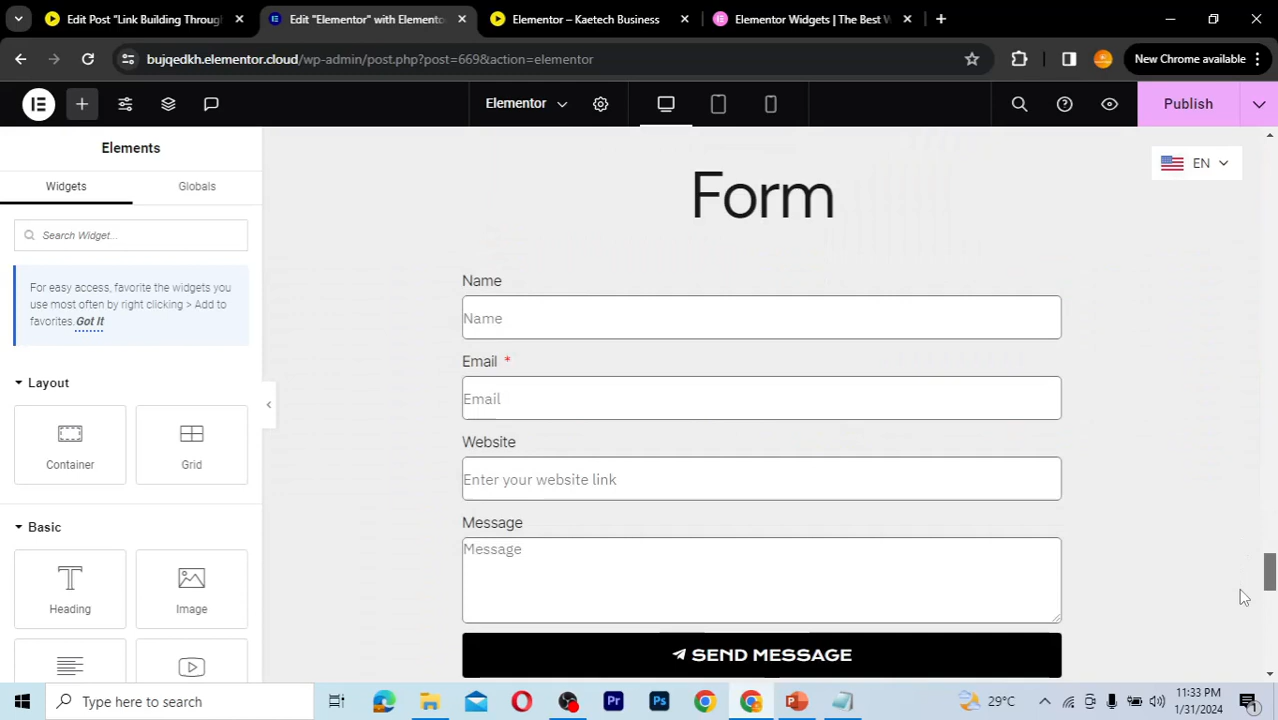 Edit Post "Link Building Throug
Edit "Elementor" with Elemento
Elementor – Kaetech Business
Elementor Widgets | The Best W
bujqedkh.elementor.cloud/wp-admin/post.php?post=669&action=elementor
New Chrome available
Elementor
Publish
Elements
Widgets
Globals
Search Widget...
For easy access, favorite the widgets you
use most often by right clicking > Add to
favorites. Got It
Layout
Container
Grid
Basic
Heading
Image
EN
Form
Name
Name
Email *
Email
Website
Enter your website link
Message
Message
SEND MESSAGE
Type here to search
Pr
Ps
29°C
11:33 PM
1/31/2024
1